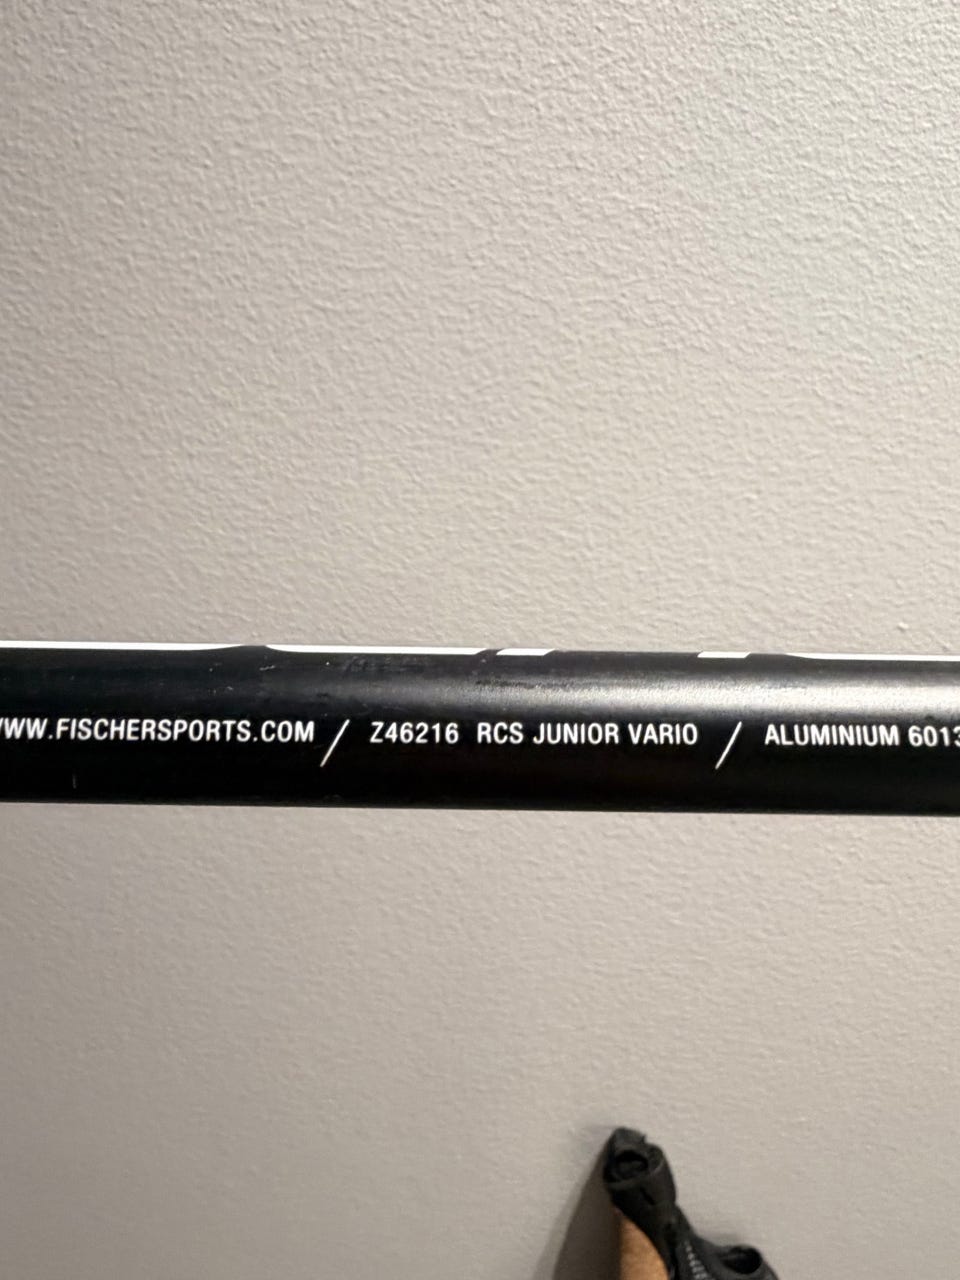 WWW.FISCHERSPORTS.COM / Z46216 RCS JUNIOR VARIO / ALUMINIUM 6013